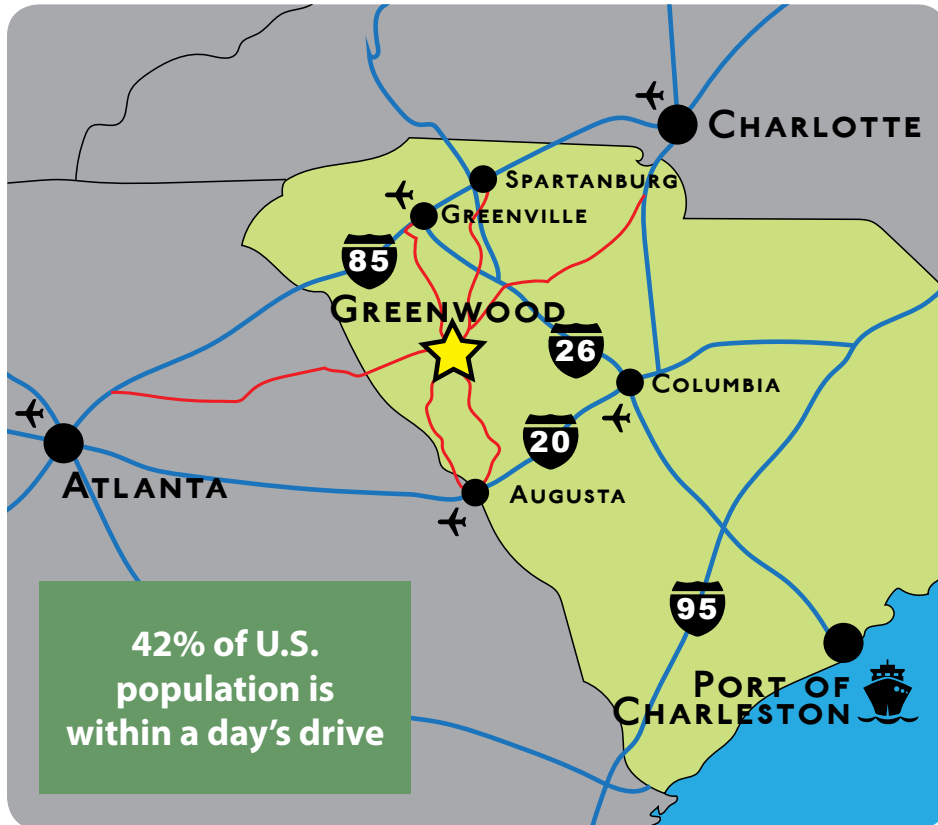 CHARLOTTE
SPARTANBURG
GREENVILLE
85
GREENWOOD
26
COLUMBIA
20
ATLANTA
AUGUSTA
95
42% of U.S.
population is
within a day's drive
PORT OF
CHARLESTON